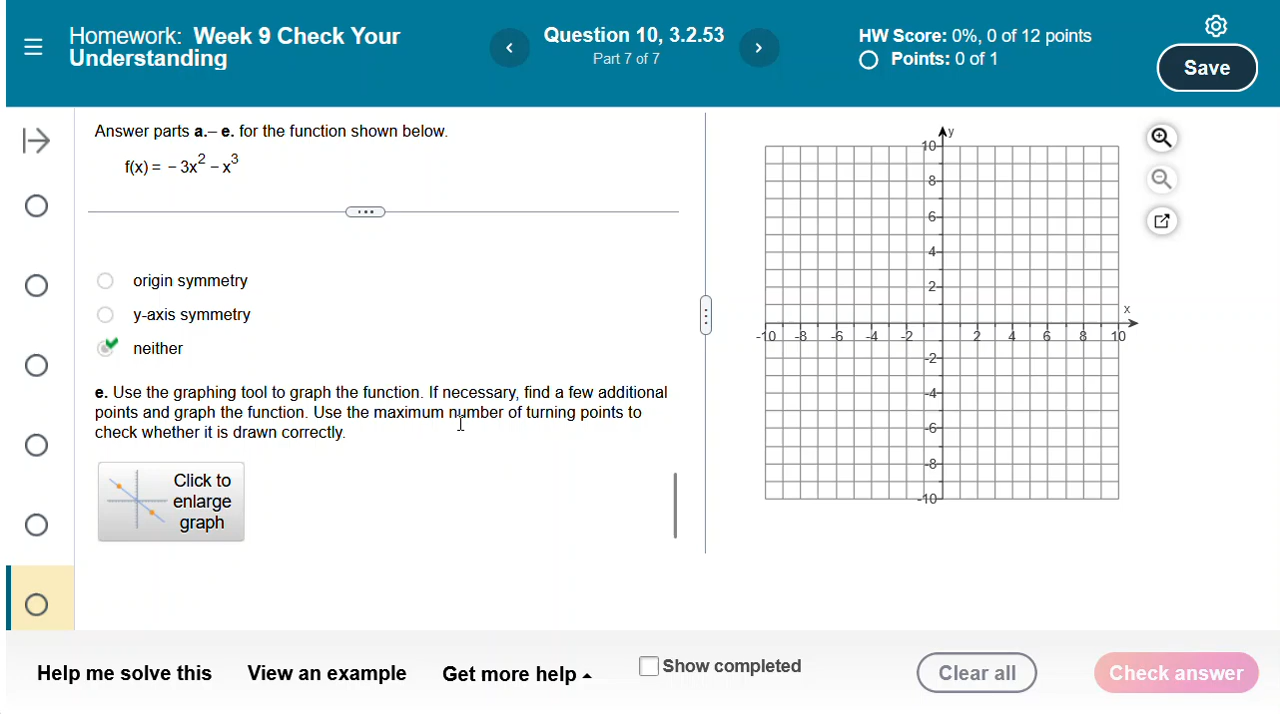 Homework: Week 9 Check Your
Understanding
Question 10, 3.2.53
Part 7 of 7
HW Score: 0%, 0 of 12 points
Points: 0 of 1
Save
Answer parts a.– e. for the function shown below.
f(x) = − 3x² − x³
origin symmetry
y-axis symmetry
neither
e. Use the graphing tool to graph the function. If necessary, find a few additional
points and graph the function. Use the maximum number of turning points to
check whether it is drawn correctly.
Click to
enlarge
graph
y
10
8
6
4
2
x
-10 -8 -6 -4 -2 2 4 6 8 10
-2
-4
-6
-8
-10
Help me solve this
View an example
Get more help
Show completed
Clear all
Check answer